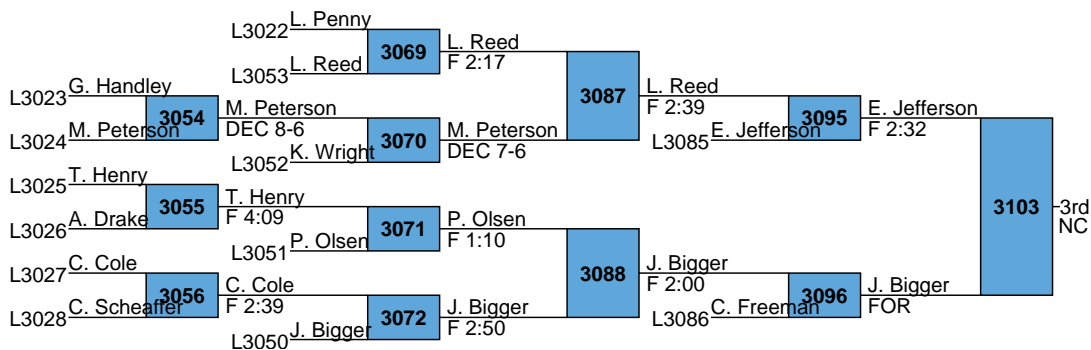 L3022 L. Penny
3069
L. Reed
F 2:17
L3053 L. Reed
3087
L. Reed
F 2:39
L3023 G. Handley
3054
M. Peterson
DEC 8-6
L3024 M. Peterson
3070
M. Peterson
DEC 7-6
L3052 K. Wright
3095
E. Jefferson
F 2:32
L3085 E. Jefferson
L3025 T. Henry
3055
T. Henry
F 4:09
L3026 A. Drake
3071
P. Olsen
F 1:10
L3051 P. Olsen
3103
3rd
NC
L3027 C. Cole
3056
C. Cole
F 2:39
L3028 C. Scheaffer
3088
J. Bigger
F 2:00
3072
J. Bigger
F 2:50
L3050 J. Bigger
3096
J. Bigger
FOR
L3086 C. Freeman